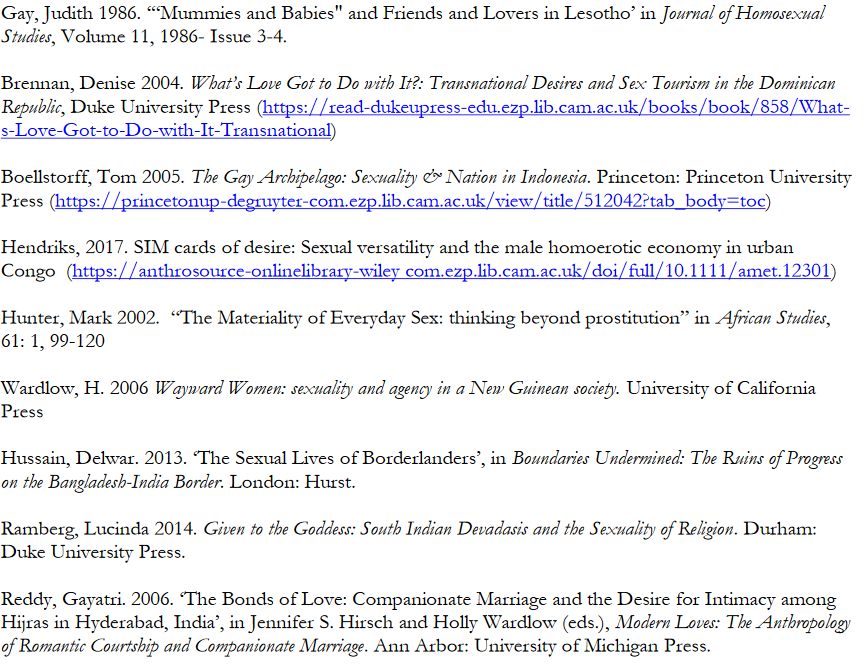 Gay, Judith 1986. “‘Mummies and Babies" and Friends and Lovers in Lesotho’ in Journal of Homosexual
Studies, Volume 11, 1986- Issue 3-4.
Brennan, Denise 2004. What’s Love Got to Do with It?: Transnational Desires and Sex Tourism in the Dominican
Republic, Duke University Press (https://read-dukeupress-edu.ezp.lib.cam.ac.uk/books/book/858/What-
s-Love-Got-to-Do-with-It-Transnational)
Boellstorff, Tom 2005. The Gay Archipelago: Sexuality & Nation in Indonesia. Princeton: Princeton University
Press (https://princetonup-degruyter-com.ezp.lib.cam.ac.uk/view/title/512042?tab_body=toc)
Hendriks, 2017. SIM cards of desire: Sexual versatility and the male homoerotic economy in urban
Congo (https://anthrosource-onlinelibrary-wiley com.ezp.lib.cam.ac.uk/doi/full/10.1111/amet.12301)
Hunter, Mark 2002. “The Materiality of Everyday Sex: thinking beyond prostitution” in African Studies,
61: 1, 99-120
Wardlow, H. 2006 Wayward Women: sexuality and agency in a New Guinean society. University of California
Press
Hussain, Delwar. 2013. ‘The Sexual Lives of Borderlanders’, in Boundaries Undermined: The Ruins of Progress
on the Bangladesh-India Border. London: Hurst.
Ramberg, Lucinda 2014. Given to the Goddess: South Indian Devadasis and the Sexuality of Religion. Durham:
Duke University Press.
Reddy, Gayatri. 2006. ‘The Bonds of Love: Companionate Marriage and the Desire for Intimacy among
Hijras in Hyderabad, India’, in Jennifer S. Hirsch and Holly Wardlow (eds.), Modern Loves: The Anthropology
of Romantic Courtship and Companionate Marriage. Ann Arbor: University of Michigan Press.